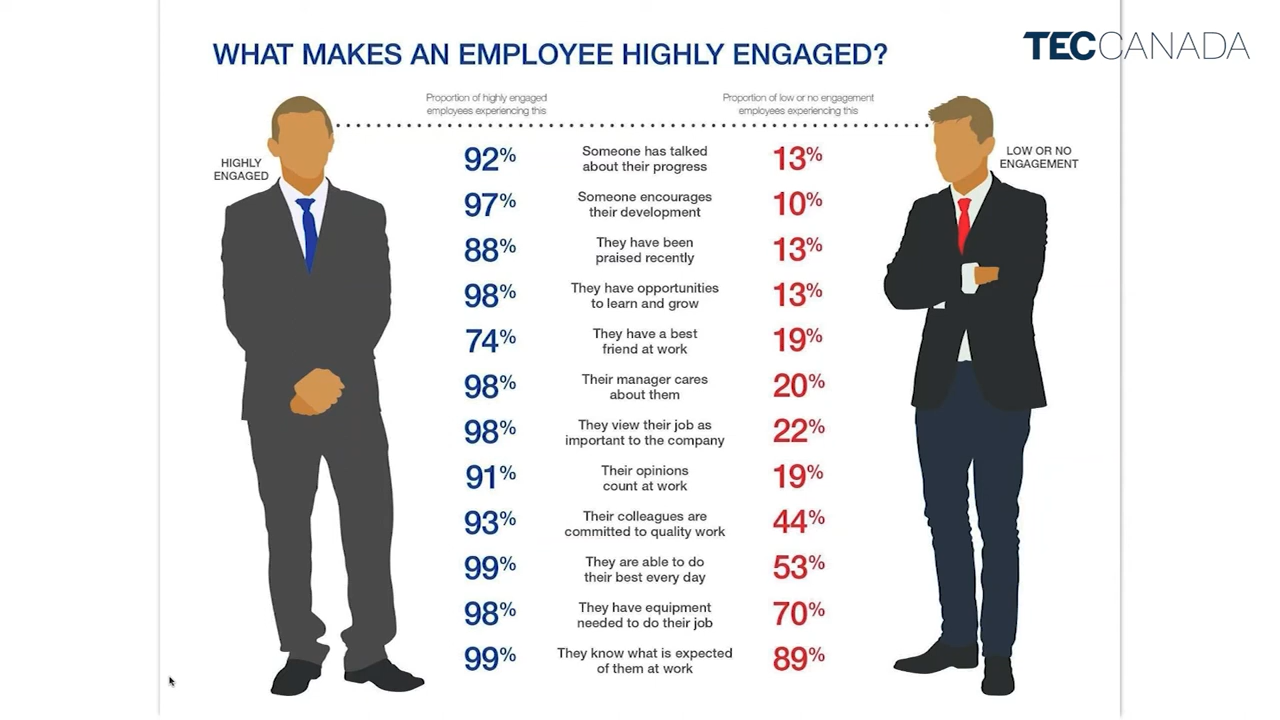 WHAT MAKES AN EMPLOYEE HIGHLY ENGAGED?
TECCANADA
Proportion of highly engaged
employees experiencing this
Proportion of low or no engagement
employees experiencing this
HIGHLY
ENGAGED
LOW OR NO
ENGAGEMENT
92%
Someone has talked
about their progress
13%
97%
Someone encourages
their development
10%
88%
They have been
praised recently
13%
98%
They have opportunities
to learn and grow
13%
74%
They have a best
friend at work
19%
98%
Their manager cares
about them
20%
98%
They view their job as
important to the company
22%
91%
Their opinions
count at work
19%
93%
Their colleagues are
committed to quality work
44%
99%
They are able to do
their best every day
53%
98%
They have equipment
needed to do their job
70%
99%
They know what is expected
of them at work
89%